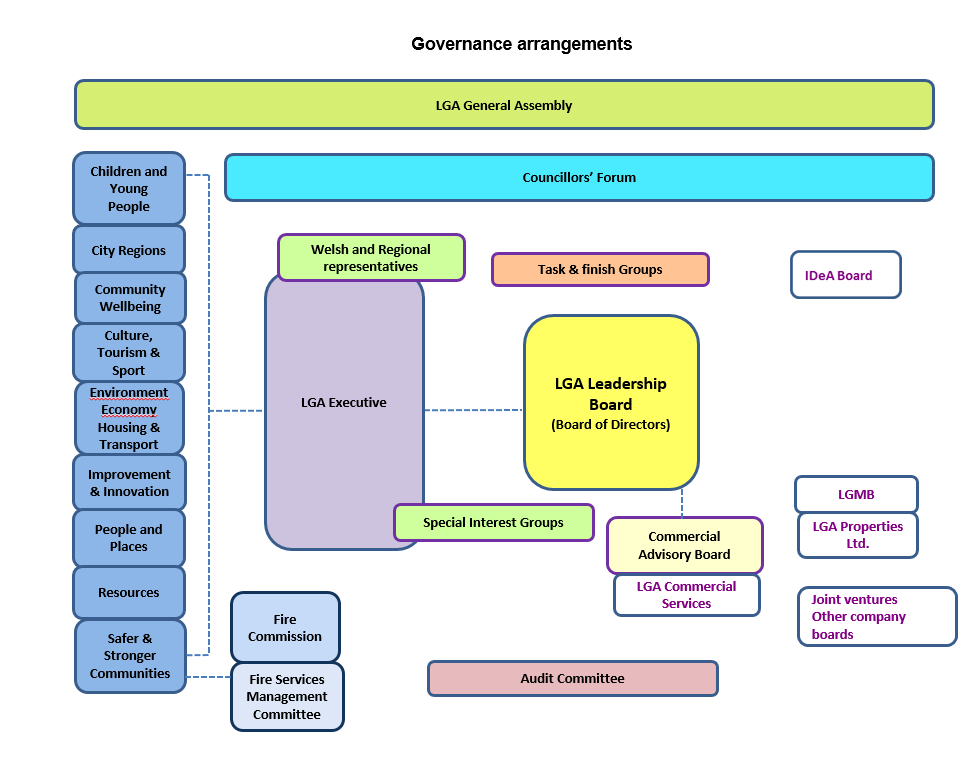 Governance arrangements
LGA General Assembly
Children and
Young
People
City Regions
Community
Wellbeing
Culture,
Tourism &
Sport
Environment
Economy
Housing &
Transport
Improvement
& Innovation
People and
Places
Resources
Safer &
Stronger
Communities
Councillors’ Forum
Welsh and Regional
representatives
Task & finish Groups
IDeA Board
LGA Executive
LGA Leadership
Board
(Board of Directors)
Special Interest Groups
Commercial
Advisory Board
LGA Commercial
Services
LGMB
LGA Properties
Ltd.
Joint ventures
Other company
boards
Fire
Commission
Fire Services
Management
Committee
Audit Committee